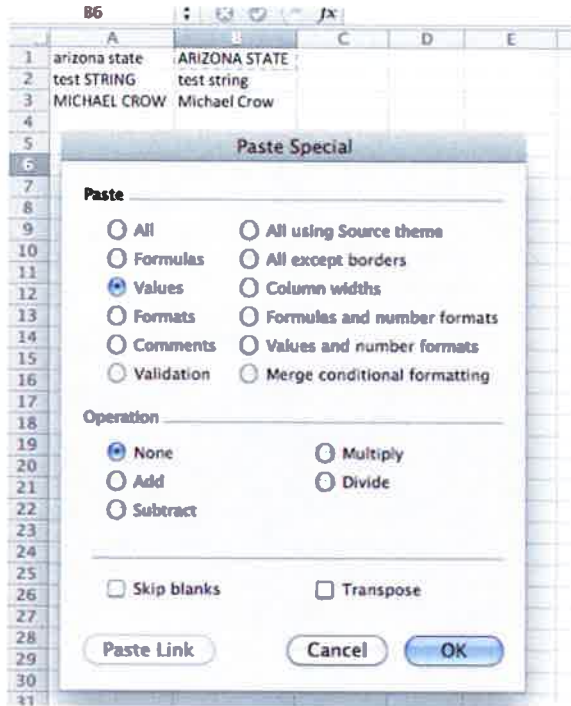 B6 fx
A B C D E
1 arizona state ARIZONA STATE
2 test STRING test string
3 MICHAEL CROW Michael Crow
4
5
6
7
8
9
10
11
12
13
14
15
16
17
18
19
20
21
22
23
24
25
26
27
28
29
30
31
Paste Special
Paste
All All using Source theme
Formulas All except borders
Values Column widths
Formats Formulas and number formats
Comments Values and number formats
Validation Merge conditional formatting
Operation
None Multiply
Add Divide
Subtract
Skip blanks Transpose
Paste Link Cancel OK